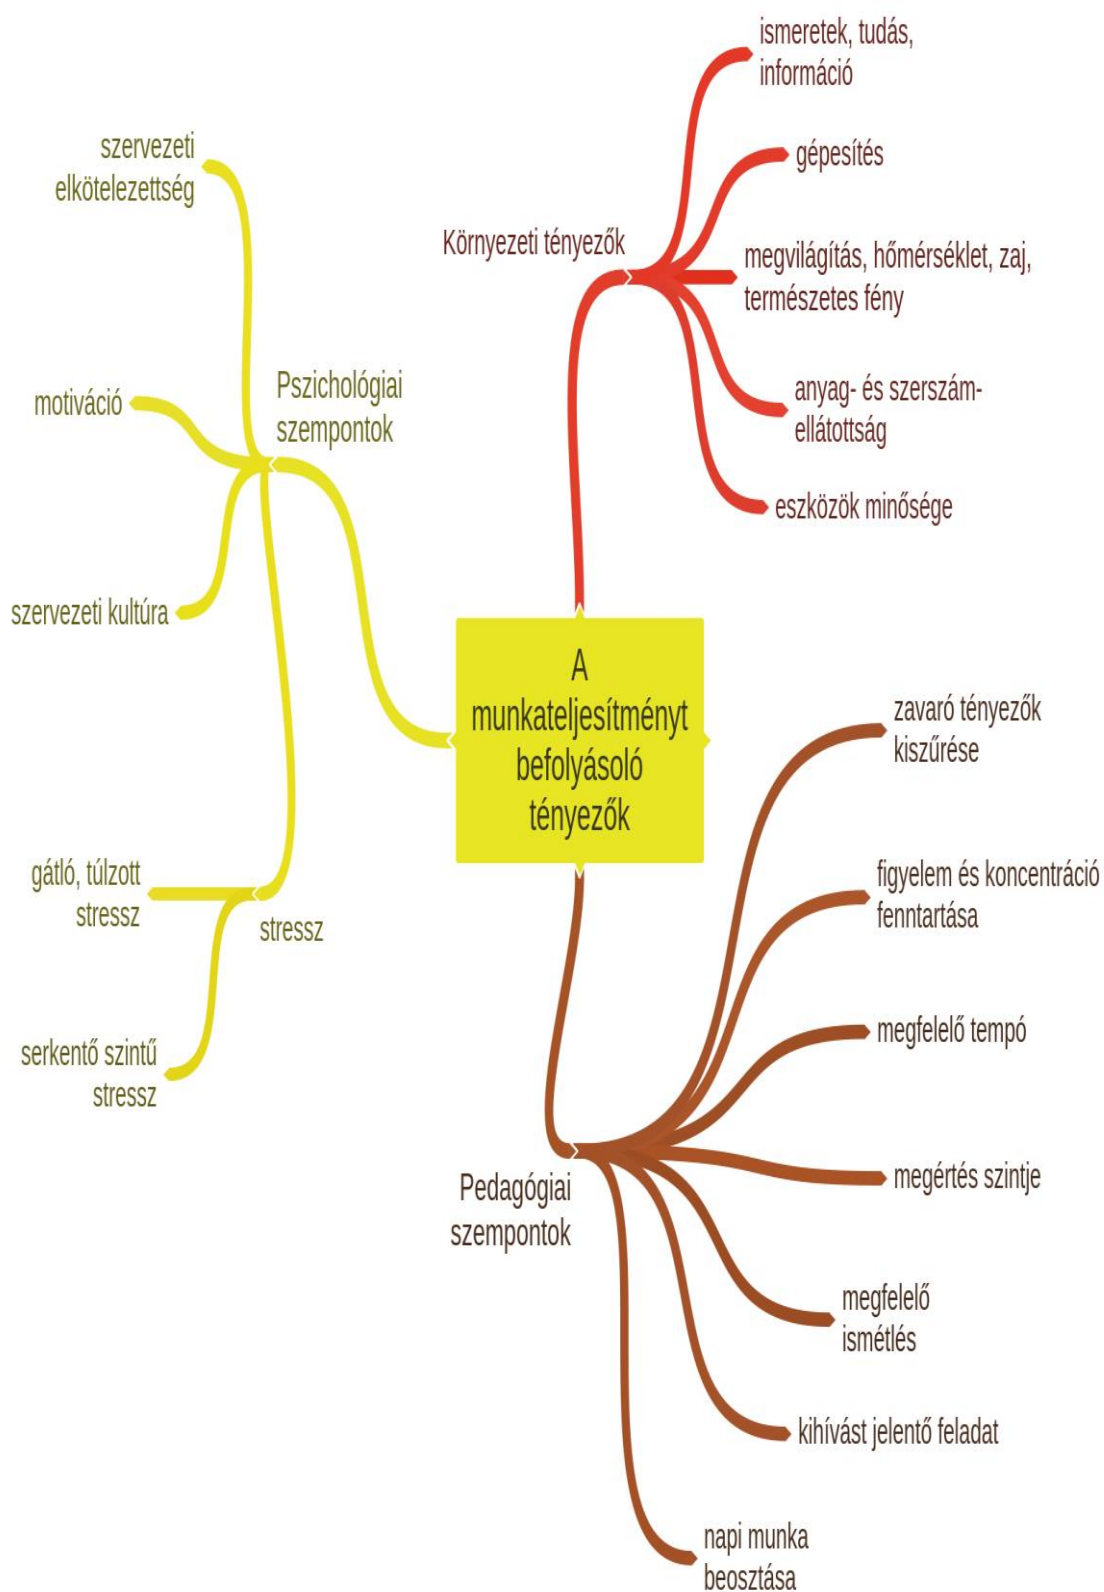 ismeretek, tudás,
információ
gépesítés
Környezeti tényezők
megvilágítás, hőmérséklet, zaj,
természetes fény
anyag- és szerszám-
ellátottság
eszközök minősége
szervezeti
elkötelezettség
motiváció
Pszichológiai
szempontok
szervezeti kultúra
gátló, túlzott
stressz
stressz
serkentő szintű
stressz
A
munkateljesítményt
befolyásoló
tényezők
zavaró tényezők
kiszűrése
figyelem és koncentráció
fenntartása
megfelelő tempó
megértés szintje
Pedagógiai
szempontok
megfelelő
ismétlés
kihívást jelentő feladat
napi munka
beosztása